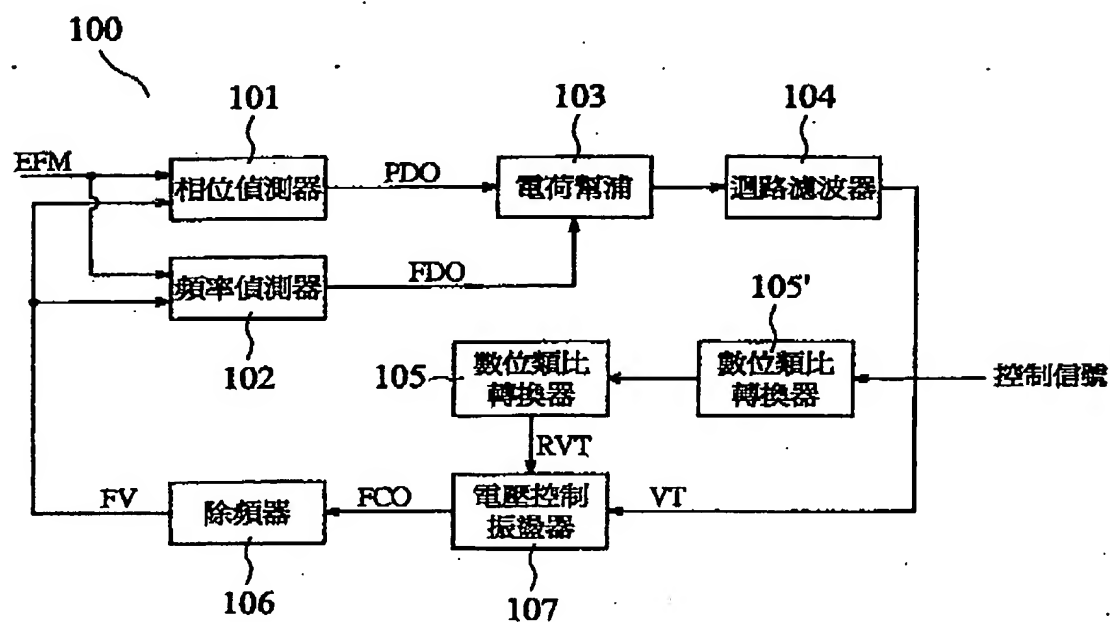 100
101
103
104
EFM
相位偵測器
PDO
電荷幫浦
迴路濾波器
頻率偵測器
FDO
102
105'
105
數位類比
轉換器
數位類比
轉換器
控制信號
RVT
FV
除頻器
FCO
電壓控制
振盪器
VT
106
107